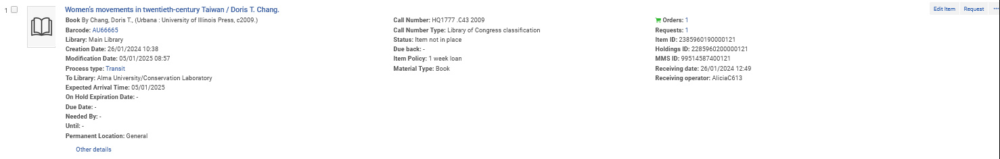 1
Women's movements in twentieth-century Taiwan / Doris T. Chang.
Edit Item Request ...
Book By Chang, Doris T., (Urbana : University of Illinois Press, c2009.)
Barcode: AU66665
Library: Main Library
Creation Date: 26/01/2024 10:38
Modification Date: 05/01/2025 08:57
Process type: Transit
To Library: Alma University/Conservation Laboratory
Expected Arrival Time: 05/01/2025
On Hold Expiration Date: -
Due Date: -
Needed By: -
Until: -
Permanent Location: General
Other details
Call Number: HQ1777 .C43 2009
Call Number Type: Library of Congress classification
Status: Item not in place
Due back: -
Item Policy: 1 week loan
Material Type: Book
Orders: 1
Requests: 1
Item ID: 2385960190000121
Holdings ID: 2285960200000121
MMS ID: 99514587400121
Receiving date: 26/01/2024 12:49
Receiving operator: AliciaC613